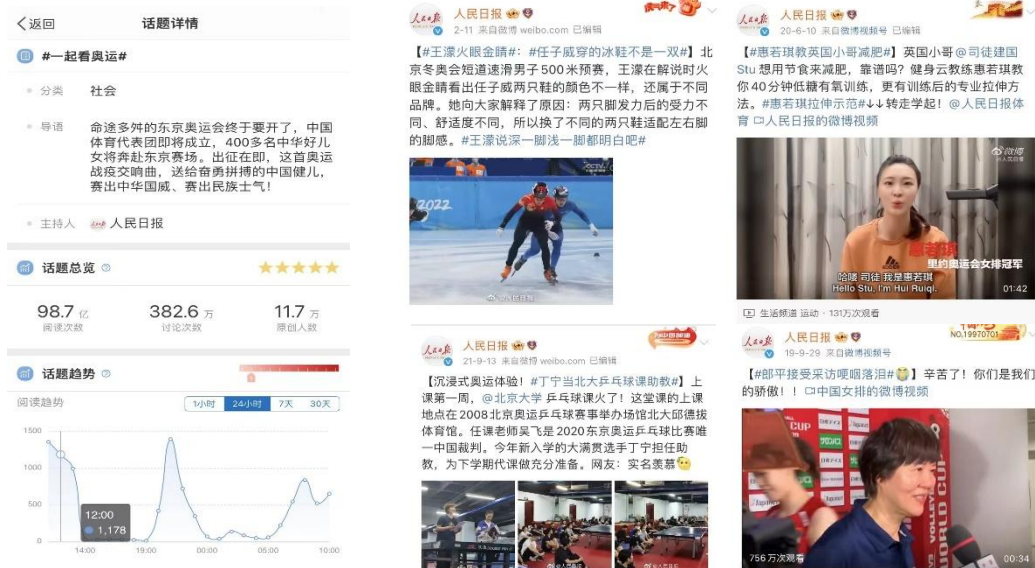 返回
话题详情
#一起看奥运#
分类 社会
导语 命途多舛的东京奥运会终于要开了，中国
体育代表团即将成立，400多名中华好儿
女将奔赴东京赛场。出征在即，这首奥运
战疫交响曲，送给奋勇拼搏的中国健儿，
赛出中华国威、赛出民族士气！
主持人 人民日报
话题总览
98.7亿 382.6万 11.7万
阅读次数 讨论次数 原创人数
话题趋势
阅读趋势 1小时 24小时 7天 30天
1500
1000
500
0
12:00
1,178
14:00 19:00 00:00 05:00 10:00
人民日报
2-11 来自微博 weibo.com 已编辑
【#王濛火眼金睛#：#任子威穿的冰鞋不是一双#】北
京冬奥会短道速滑男子500米预赛，王濛在解说时火
眼金睛看出任子威两只鞋的颜色不一样，还属于不同
品牌。她向大家解释了原因：两只脚发力后的受力不
同、舒适度不同，所以换了不同的两只鞋适配左右脚
的脚感。#王濛说深一脚浅一脚都明白吧#
CCTV
2022
人民日报
21-9-13 来自微博 weibo.com 已编辑
【沉浸式奥运体验！#丁宁当北大乒乓球课助教#】上
课第一周，@北京大学 乒乓球课火了！这堂课的上课
地点在2008北京奥运乒乓球赛事举办场馆北大邱德拔
体育馆。任课老师吴飞是2020东京奥运乒乓球比赛唯
一中国裁判。今年新入学的大满贯选手丁宁担任助
教，为下学期代课做充分准备。网友：实名羡慕
人民日报
20-6-10 来自微博视频号 已编辑
【#惠若琪教英国小哥减肥#】英国小哥@司徒建国
Stu 想用节食来减肥，靠谱吗？健身云教练惠若琪教
你40分钟低糖有氧训练，更有训练后的专业拉伸方
法。#惠若琪拉伸示范#↓↓转走学起！@人民日报体
育 人民日报的微博视频
微博
惠若琪
里约奥运会女排冠军
哈喽 司徒 我是惠若琪
Hello Stu, I'm Hui Ruiqi.
01:42
生活频道 运动 · 131万次观看
NO.19970701
人民日报
19-9-29 来自微博视频号
【#郎平接受采访哽咽落泪#】辛苦了！你们是我们
的骄傲！！中国女排的微博视频
WORLD CUP
756万次观看
00:34